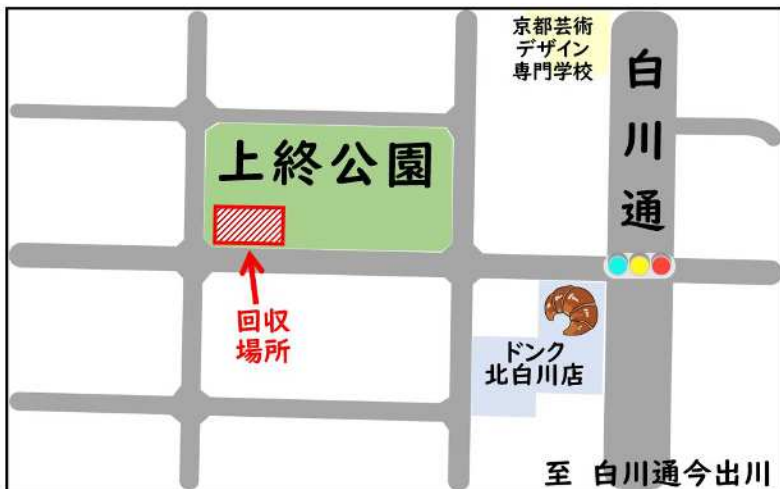 京都芸術
デザイン
専門学校
白川通
上終公園
回収
場所
ドンク
北白川店
至 白川通今出川